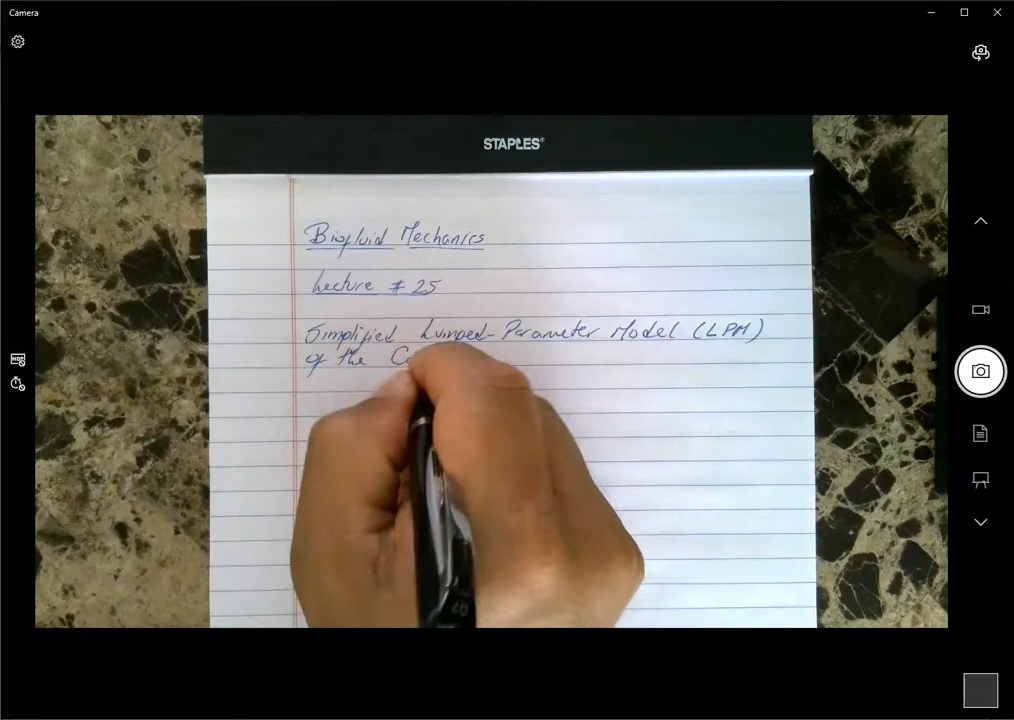 Camera
STAPLES®
Biofluid Mechanics
Lecture # 25
Simplified Lumped-Parameter Model (LPM)
of the